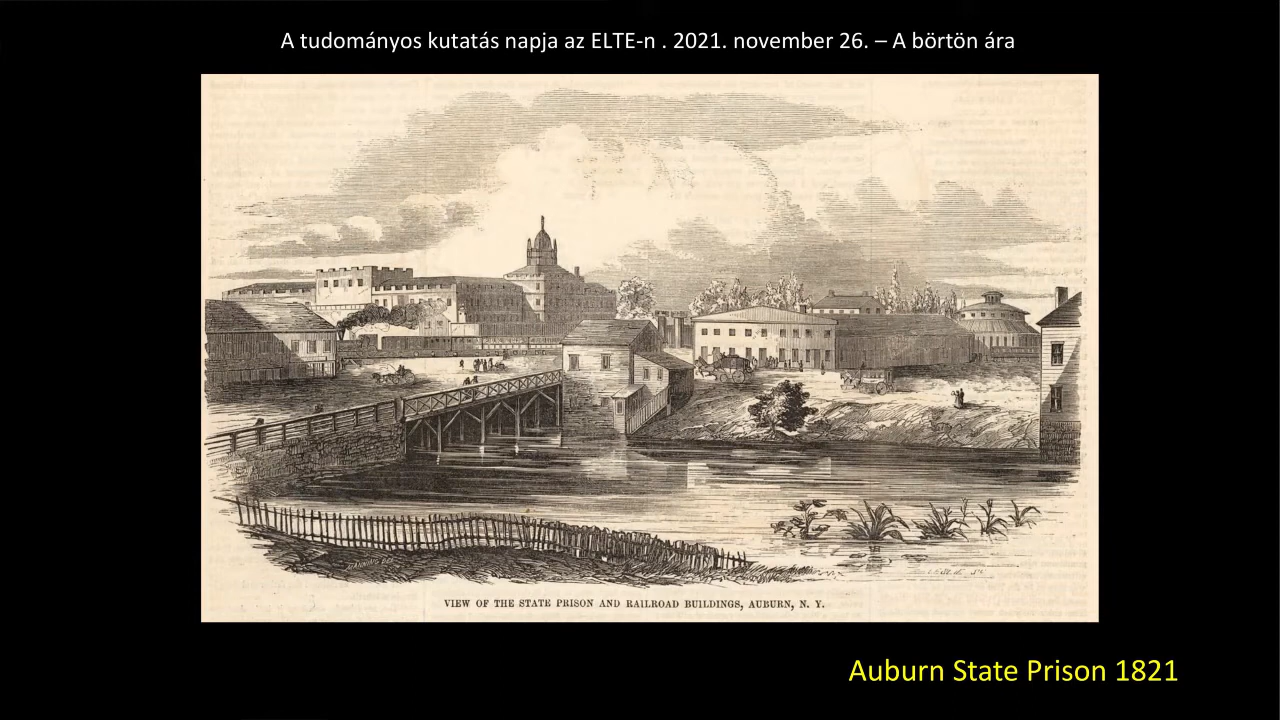 A tudományos kutatás napja az ELTE-n . 2021. november 26. – A börtön ára
VIEW OF THE STATE PRISON AND RAILROAD BUILDINGS, AUBURN, N. Y.
Auburn State Prison 1821